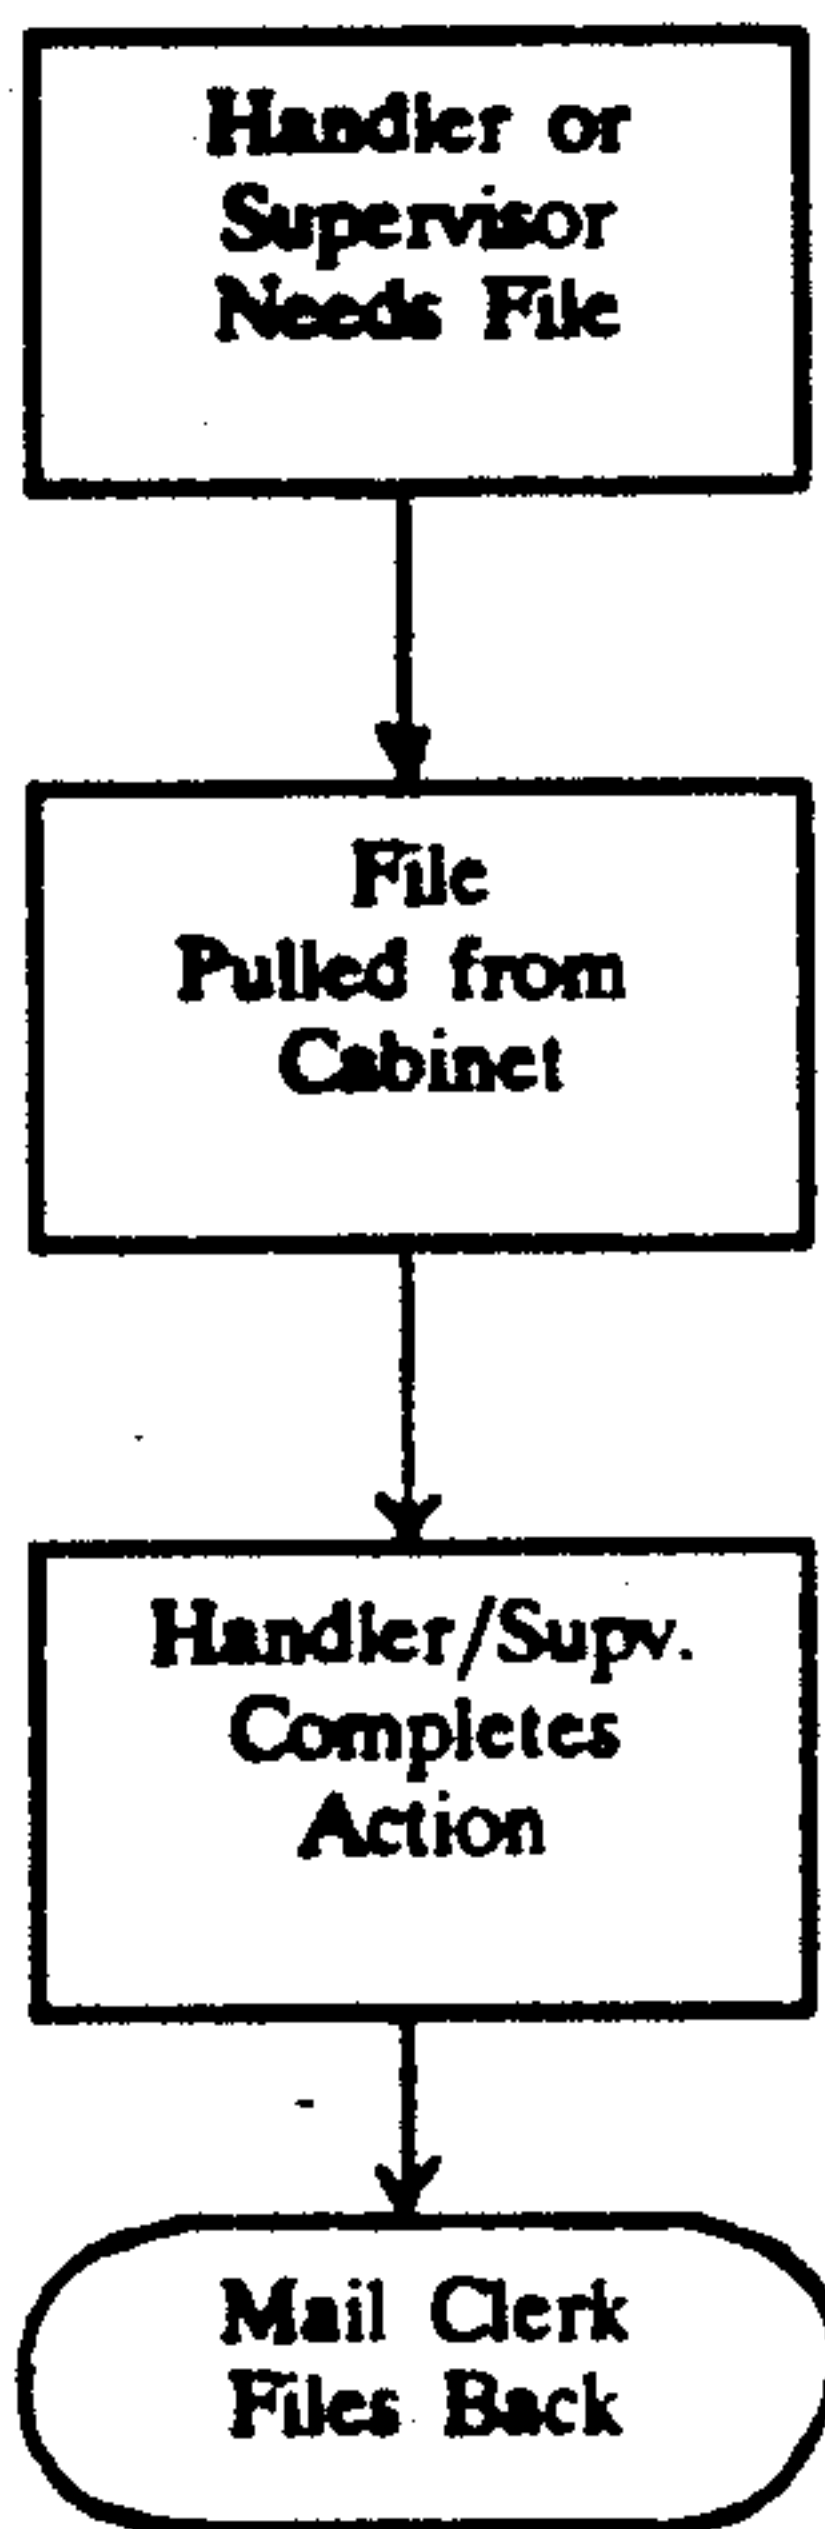 Handler or
Supervisor
Needs File
File
Pulled from
Cabinet
Handler/Supv.
Completes
Action
Mail Clerk
Files Back